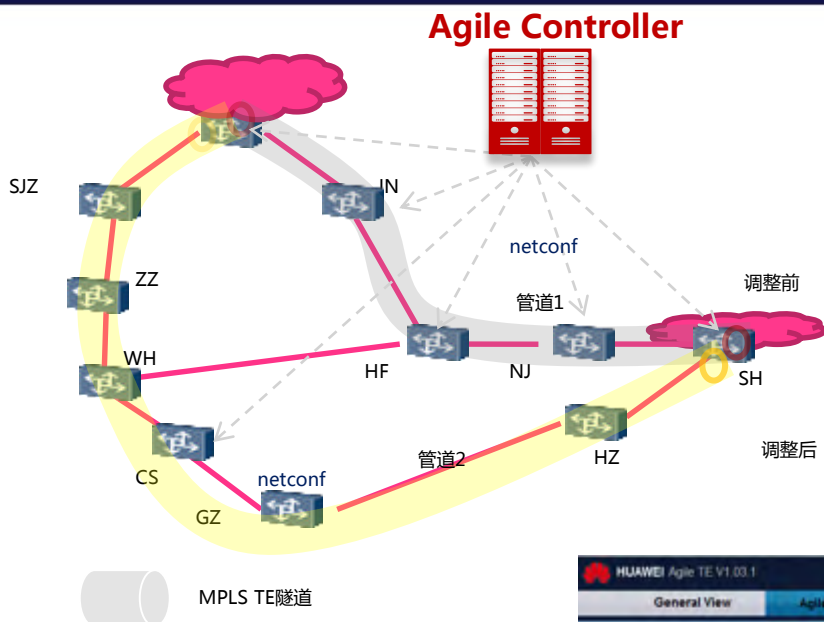 Agile Controller
SJZ
JN
netconf
ZZ
调整前
管道1
WH
HF
NJ
SH
调整后
管道2
HZ
CS
netconf
GZ
MPLS TE隧道
HUAWEI Agile TE V1.03.1
General View